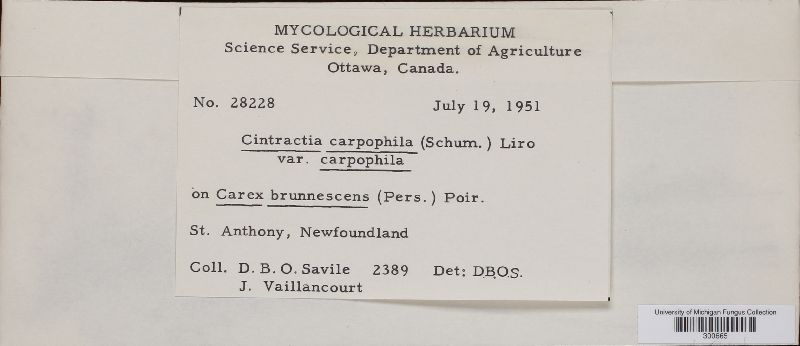 MYCOLOGICAL HERBARIUM
Science Service, Department of Agriculture
Ottawa, Canada.
No. 28228 July 19, 1951
Cintractia carpophila (Schum.) Liro
var. carpophila
on Carex brunnescens (Pers.) Poir.
St. Anthony, Newfoundland
Coll. D. B. O. Savile 2389 Det: D.B.O.S.
J. Vaillancourt
University of Michigan Fungus Collection
300665